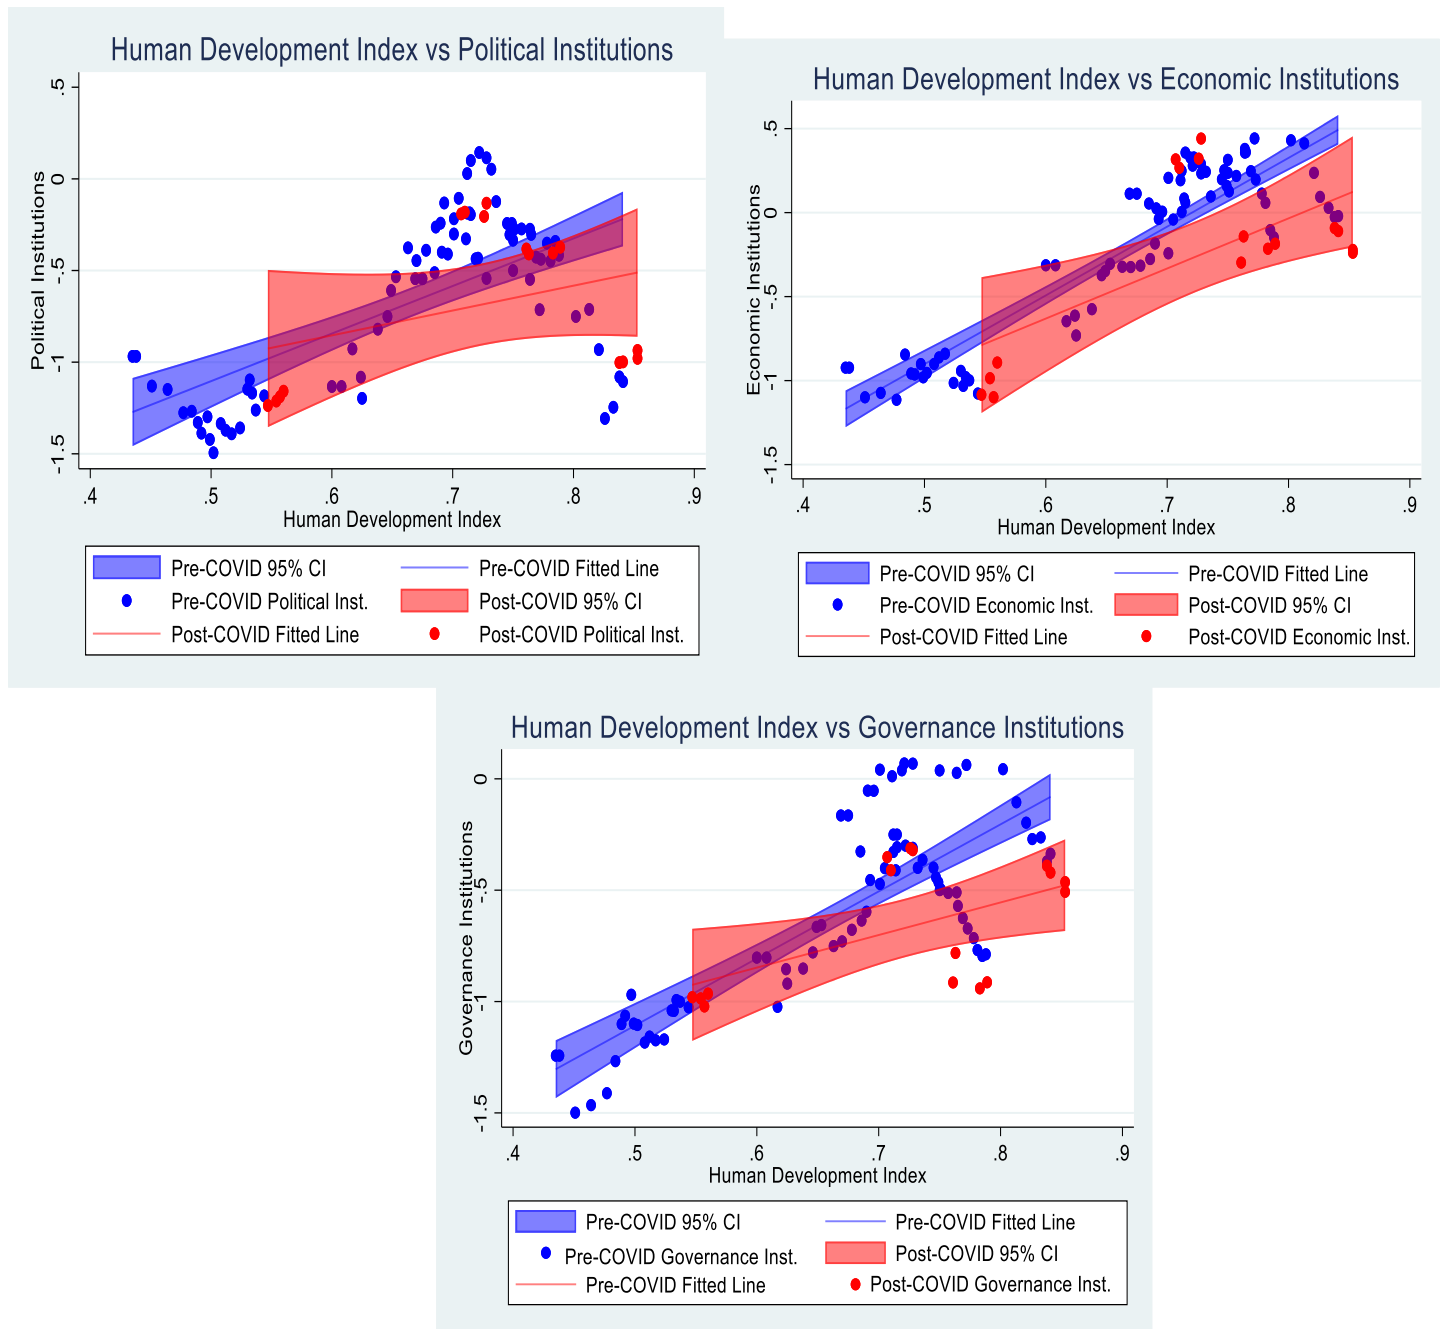 Human Development Index vs Political Institutions
Political Institutions
.5
0
-.5
-1
-1.5
.4 .5 .6 .7 .8 .9
Human Development Index
Pre-COVID 95% CI Pre-COVID Fitted Line
Pre-COVID Political Inst. Post-COVID 95% CI
Post-COVID Fitted Line Post-COVID Political Inst.
Human Development Index vs Economic Institutions
Economic Institutions
.5
0
-.5
-1
-1.5
.4 .5 .6 .7 .8 .9
Human Development Index
Pre-COVID 95% CI Pre-COVID Fitted Line
Pre-COVID Economic Inst. Post-COVID 95% CI
Post-COVID Fitted Line Post-COVID Economic Inst.
Human Development Index vs Governance Institutions
Governance Institutions
0
-.5
-1
-1.5
.4 .5 .6 .7 .8 .9
Human Development Index
Pre-COVID 95% CI Pre-COVID Fitted Line
Pre-COVID Governance Inst. Post-COVID 95% CI
Pre-COVID Fitted Line Post-COVID Governance Inst.